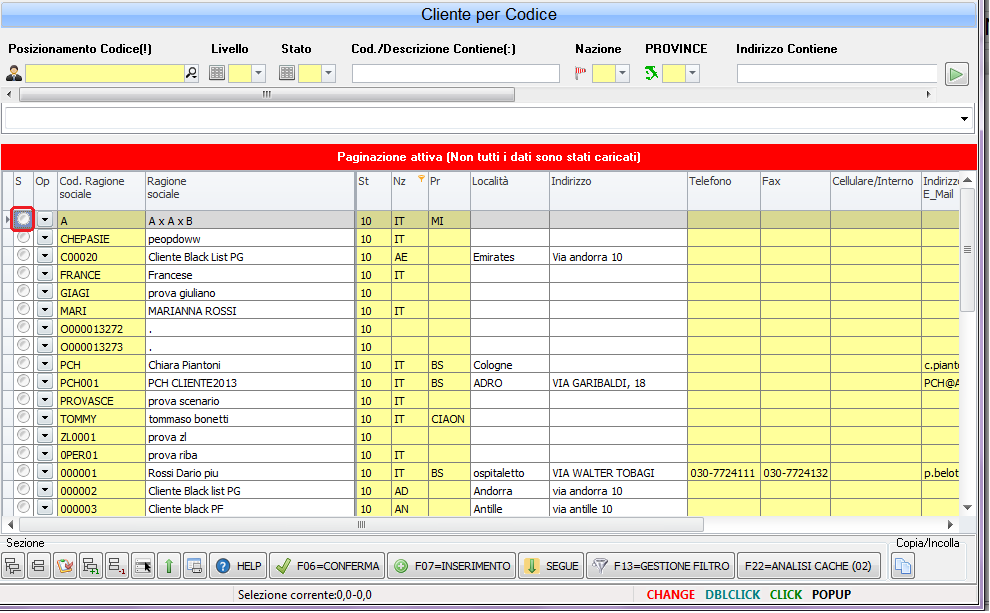 Cliente per Codice
Posizionamento Codice(!) Livello Stato Cod./Descrizione Contiene(:) Nazione PROVINCE Indirizzo Contiene
Paginazione attiva (Non tutti i dati sono stati caricati)
S Op Cod. Ragione sociale Ragione sociale St Nz Pr Località Indirizzo Telefono Fax Cellulare/Interno Indirizzo E_Mail
A A x A x B 10 IT MI
CHEPASIE peopdoww 10 IT
C00020 Cliente Black List PG 10 AE Emirates Via andorra 10
FRANCE Francese 10 IT
GIAGI prova giuliano 10
MARI MARIANNA ROSSI 10 IT
O000013272 . 10
O000013273 . 10
PCH Chiara Piantoni 10 IT BS Cologne c.piant
PCH001 PCH CLIENTE2013 10 IT BS ADRO VIA GARIBALDI, 18 PCH@A
PROVASCE prova scenario 10 IT
TOMMY tommaso bonetti 10 IT CIAON
ZL0001 prova zl 10
0PER01 prova riba 10 IT
000001 Rossi Dario piu 10 IT BS ospitaletto VIA WALTER TOBAGI 030-7724111 030-7724132 p.belot
000002 Cliente Black list PG 10 AD Andorra via andorra 10
000003 Cliente black PF 10 AN Antille via antille 10
Sezione Copia/Incolla
HELP F06=CONFERMA F07=INSERIMENTO SEGUE F13=GESTIONE FILTRO F22=ANALISI CACHE (02)
Selezione corrente:0,0-0,0 CHANGE DBLCLICK CLICK POPUP